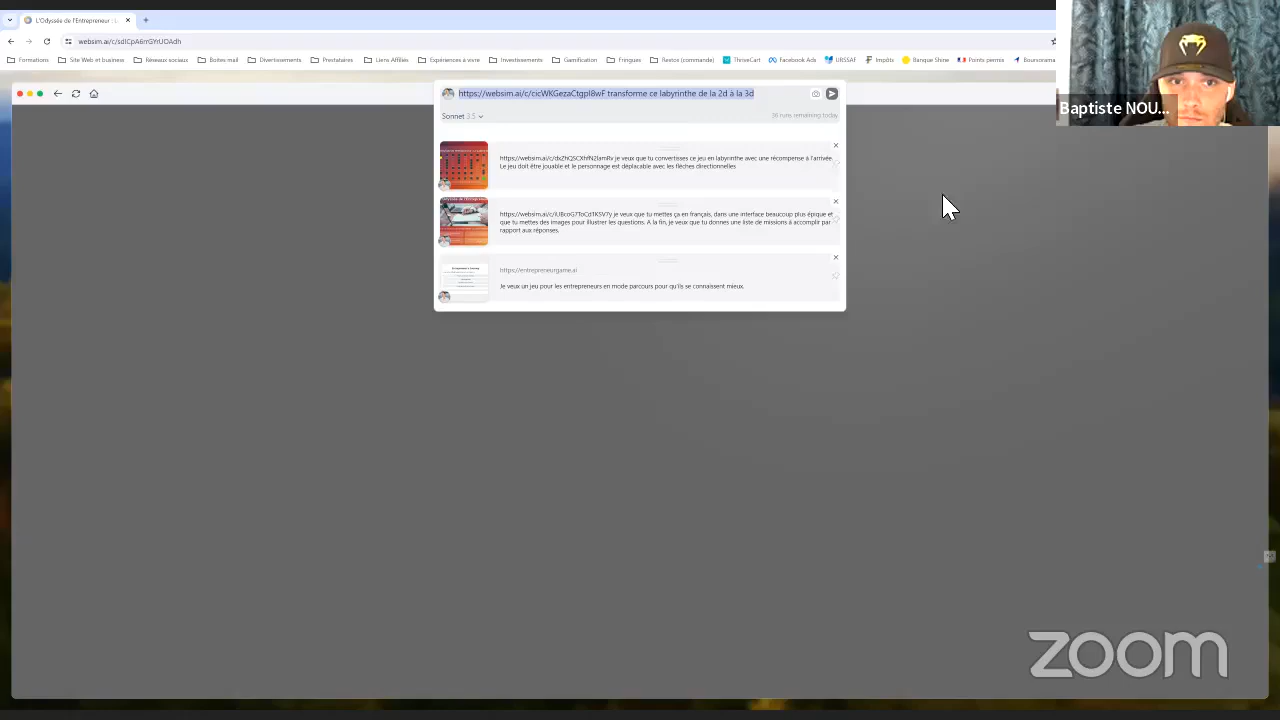 L'Odyssée de l'Entrepreneur : L
websim.ai/c/sdlCpA6rrGYrUOAdh
Formations Site Web et business Réseaux sociaux Boites mail Divertissements Prestataires Liens Affiliés Expériences à vivre Investissements Gamification Fringues Restos (commande) ThriveCart Facebook Ads URSSAF Impôts Banque Shine Points permis Boursorama
Baptiste NOU...
https://websim.ai/c/cicWKGezaCtgpI8wF transforme ce labyrinthe de la 2d à la 3d
Sonnet 3.5
36 runs remaining today
https://websim.ai/c/dxZhQSCXhfN2lamRv je veux que tu convertisses ce jeu en labyrinthe avec une récompense à l'arrivée.
Le jeu doit être jouable et le personnage est déplacable avec les flèches directionnelles
https://websim.ai/c/iUBcoG7ToCd1KSV7y je veux que tu mettes ça en français, dans une interface beaucoup plus épique et
que tu mettes des images pour illustrer les questions. A la fin, je veux que tu donnes une liste de missions à accomplir par
rapport aux réponses.
https://entrepreneurgame.ai
Je veux un jeu pour les entrepreneurs en mode parcours pour qu'ils se connaissent mieux.
zoom